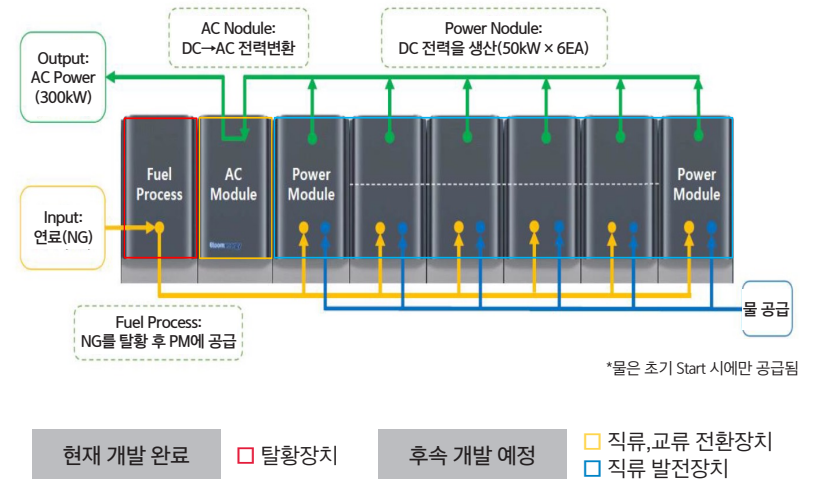 AC Nodule:
DC→AC 전력변환
Power Nodule:
DC 전력을 생산(50kW × 6EA)
Output:
AC Power
(300kW)
Fuel
Process
AC
Module
Power
Module
Power
Module
Input:
연료(NG)
물 공급
Fuel Process:
NG를 탈황 후 PM에 공급
*물은 초기 Start 시에만 공급됨
현재 개발 완료
탈황장치
후속 개발 예정
직류,교류 전환장치
직류 발전장치